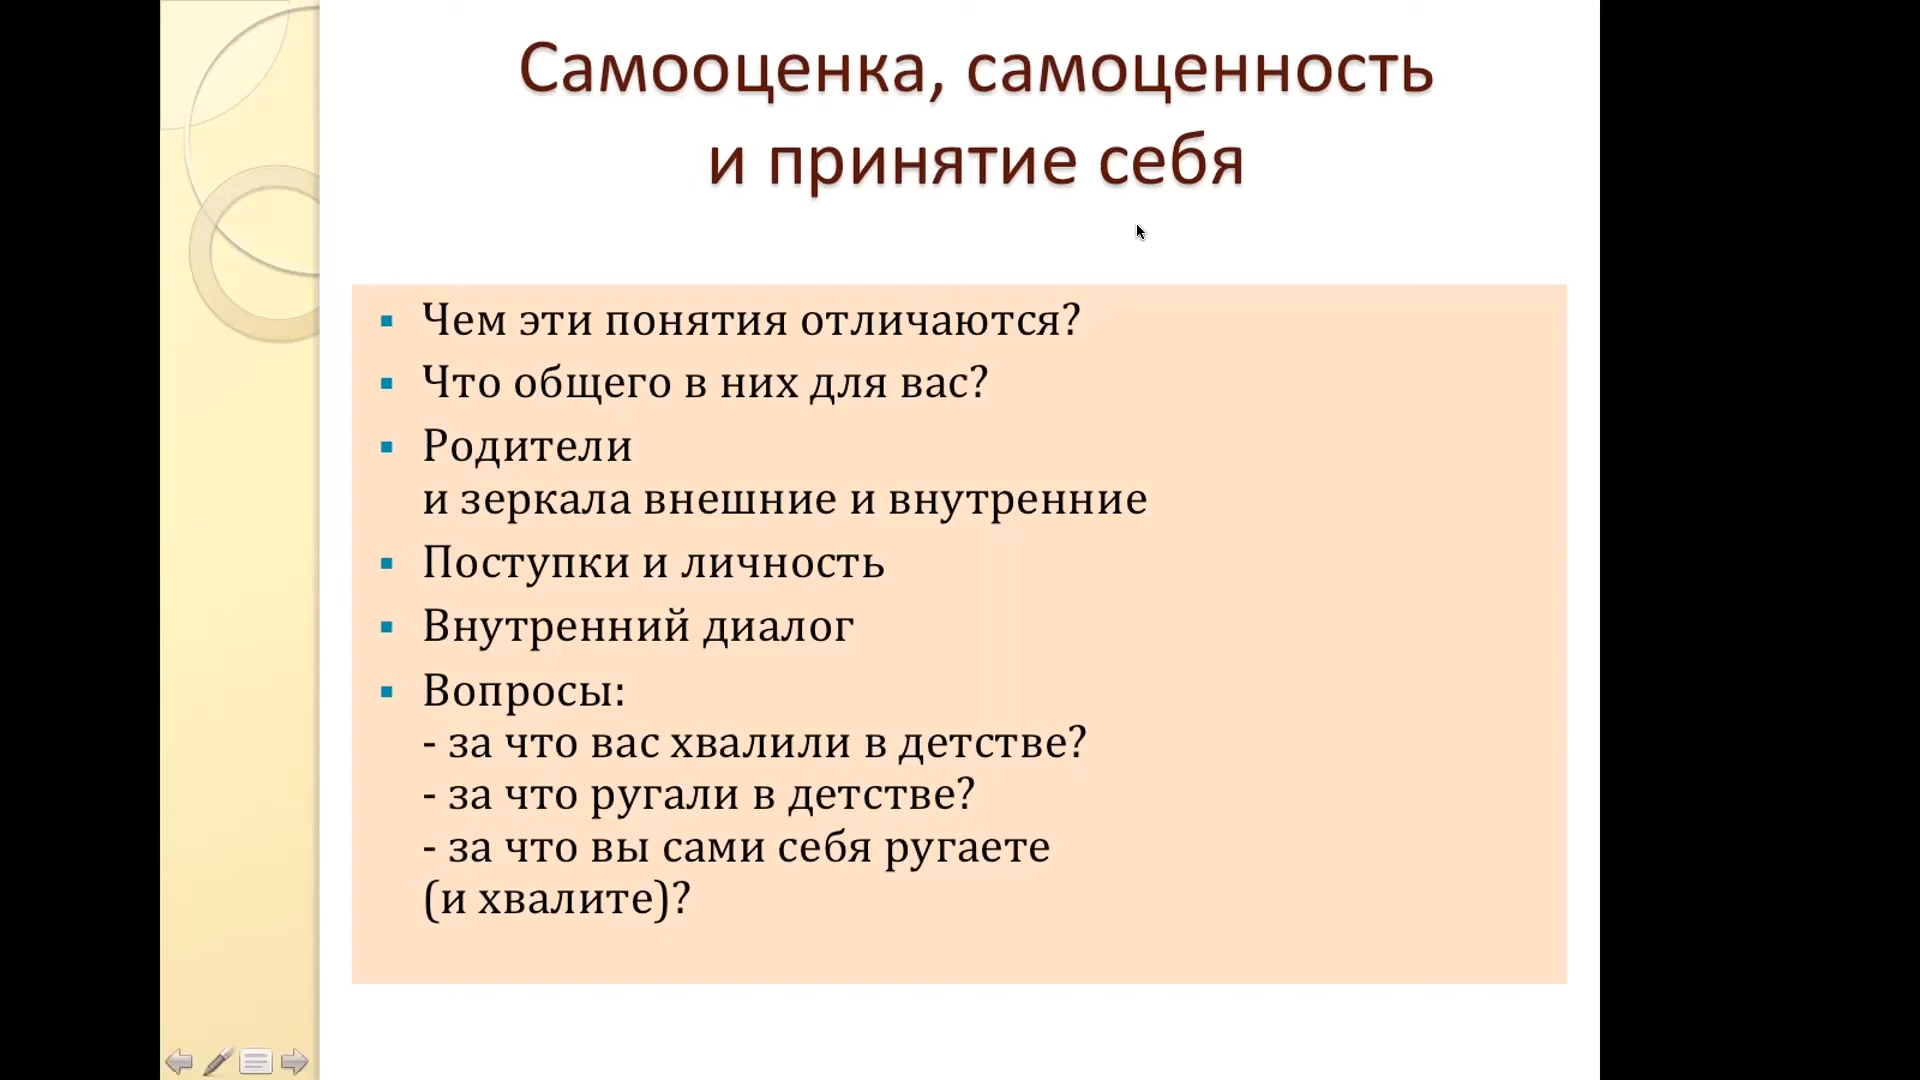 Самооценка, самоценность
и принятие себя
▪ Чем эти понятия отличаются?
▪ Что общего в них для вас?
▪ Родители
и зеркала внешние и внутренние
▪ Поступки и личность
▪ Внутренний диалог
▪ Вопросы:
- за что вас хвалили в детстве?
- за что ругали в детстве?
- за что вы сами себя ругаете
(и хвалите)?